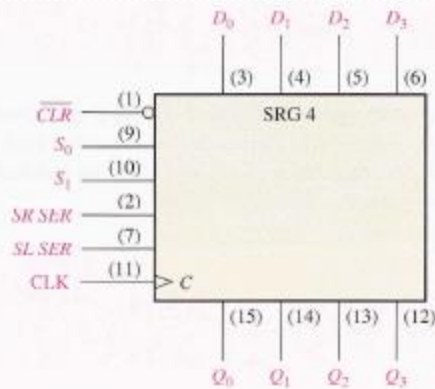 D₀ D₁ D₂ D₃
(3) (4) (5) (6)
(1)
C̅L̅R̅
SRG 4
(9)
S₀
(10)
S₁
(2)
SR SER
(7)
SL SER
(11)
CLK
C
(15) (14) (13) (12)
Q₀ Q₁ Q₂ Q₃